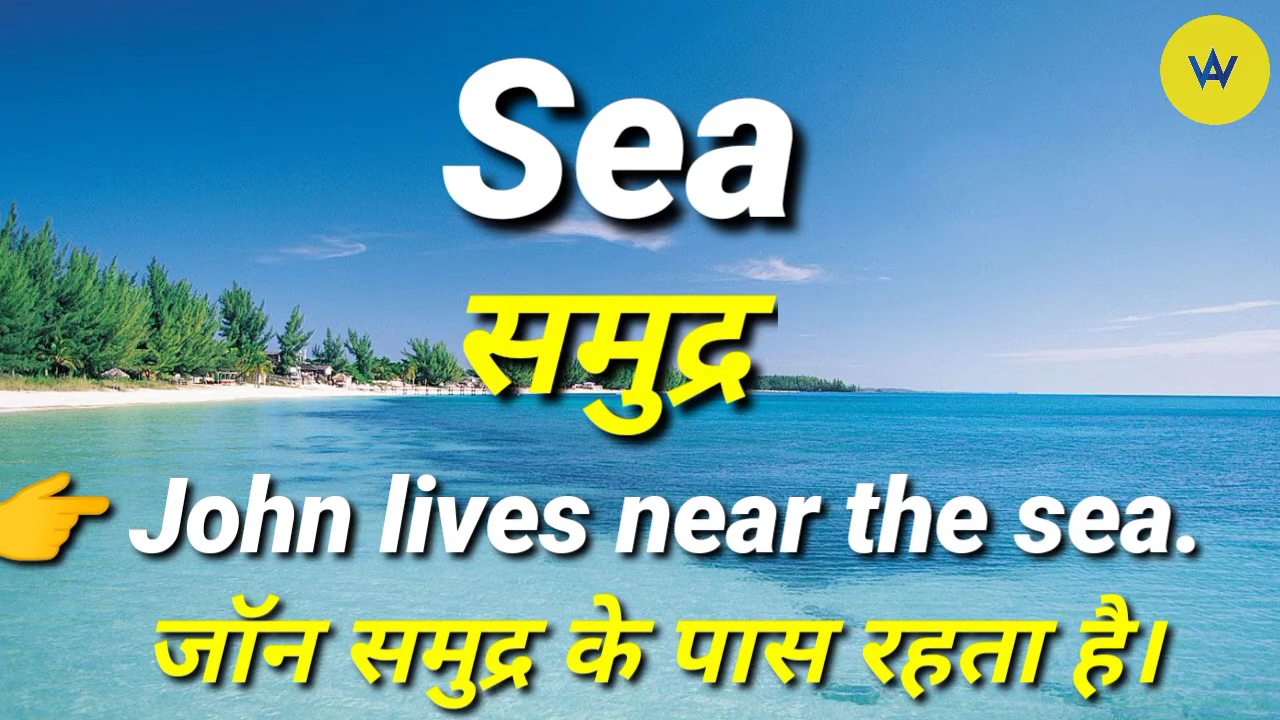 Sea
समुद्र
John lives near the sea.
जॉन समुद्र के पास रहता है।